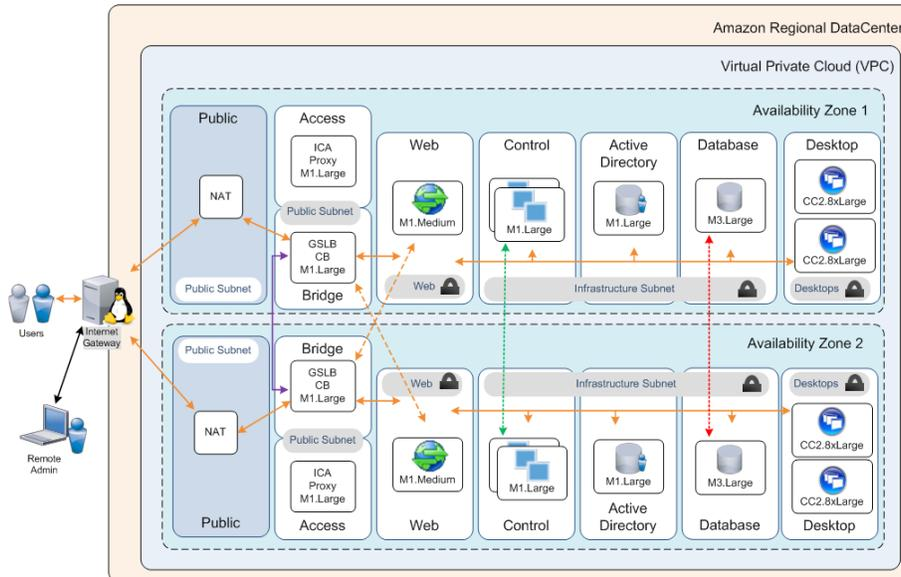 Amazon Regional DataCenter
Virtual Private Cloud (VPC)
Availability Zone 1
Public
Access
Web
Control
Active
Directory
Database
Desktop
ICA
Proxy
M1.Large
NAT
Public Subnet
GSLB
CB
M1.Large
Bridge
Public Subnet
M1.Medium
M1.Large
M1.Large
M3.Large
CC2.8xLarge
CC2.8xLarge
Web
Infrastructure Subnet
Desktops
Users
Internet
Gateway
Remote
Admin
Availability Zone 2
Public Subnet
Bridge
GSLB
CB
M1.Large
Web
Infrastructure Subnet
Desktops
NAT
Public Subnet
ICA
Proxy
M1.Large
M1.Medium
M1.Large
M1.Large
M3.Large
CC2.8xLarge
CC2.8xLarge
Public
Access
Web
Control
Active
Directory
Database
Desktop